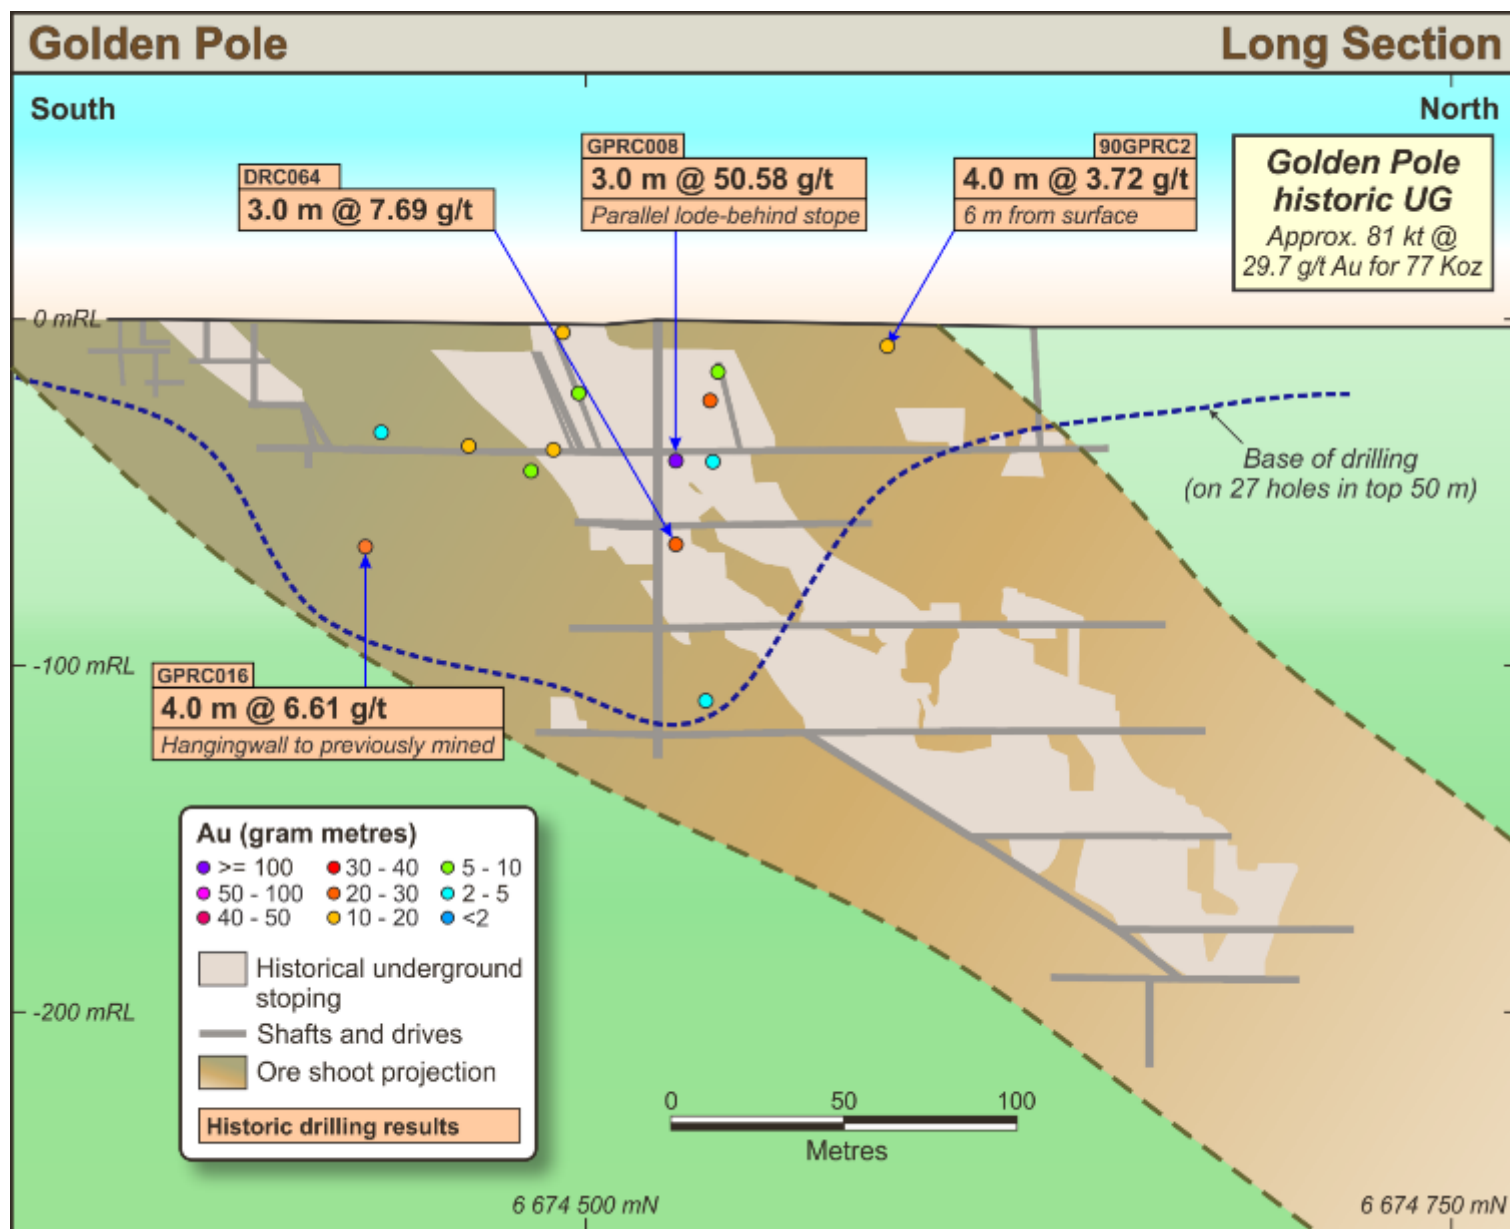 Golden Pole
Long Section
South
North
DRC064
3.0 m @ 7.69 g/t
GPRC008
3.0 m @ 50.58 g/t
Parallel lode-behind stope
90GPRC2
4.0 m @ 3.72 g/t
6 m from surface
Golden Pole
historic UG
Approx. 81 kt @
29.7 g/t Au for 77 Koz
0 mRL
Base of drilling
(on 27 holes in top 50 m)
-100 mRL
GPRC016
4.0 m @ 6.61 g/t
Hangingwall to previously mined
Au (gram metres)
>= 100
30 - 40
5 - 10
50 - 100
20 - 30
2 - 5
40 - 50
10 - 20
<2
Historical underground
stoping
Shafts and drives
Ore shoot projection
Historic drilling results
-200 mRL
0
50
100
Metres
6 674 500 mN
6 674 750 mN